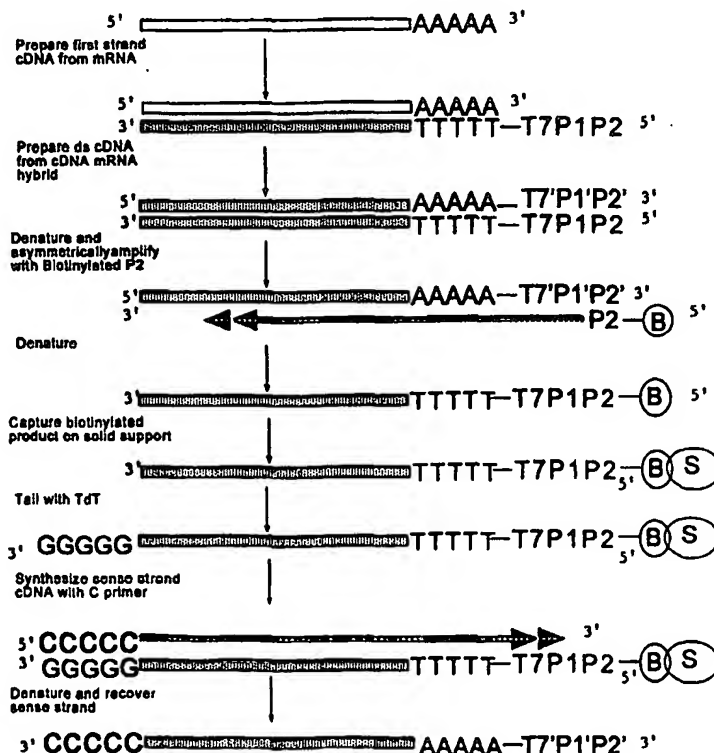 5' AAAAA 3'
Prepare first strand
cDNA from mRNA
5' AAAAA 3'
3' TTTTT—T7P1P2 5'
Prepare ds cDNA
from cDNA mRNA
hybrid
5' AAAAA—T7'P1'P2' 3'
3' TTTTT—T7P1P2 5'
Denature and
asymmetricallyamplify
with Biotinylated P2
5' AAAAA—T7'P1'P2' 3'
3' P2—B 5'
Denature
3' TTTTT—T7P1P2—B 5'
Capture biotinylated
product on solid support
3' TTTTT—T7P1P2—B S
5'
Tail with TdT
3' GGGGG TTTTT—T7P1P2—B S
5'
Synthesize sense strand
cDNA with C primer
5' CCCCC 3'
3' GGGGG TTTTT—T7P1P2—B S
5'
Denature and recover
sense strand
3' CCCCC AAAAA—T7'P1'P2' 3'